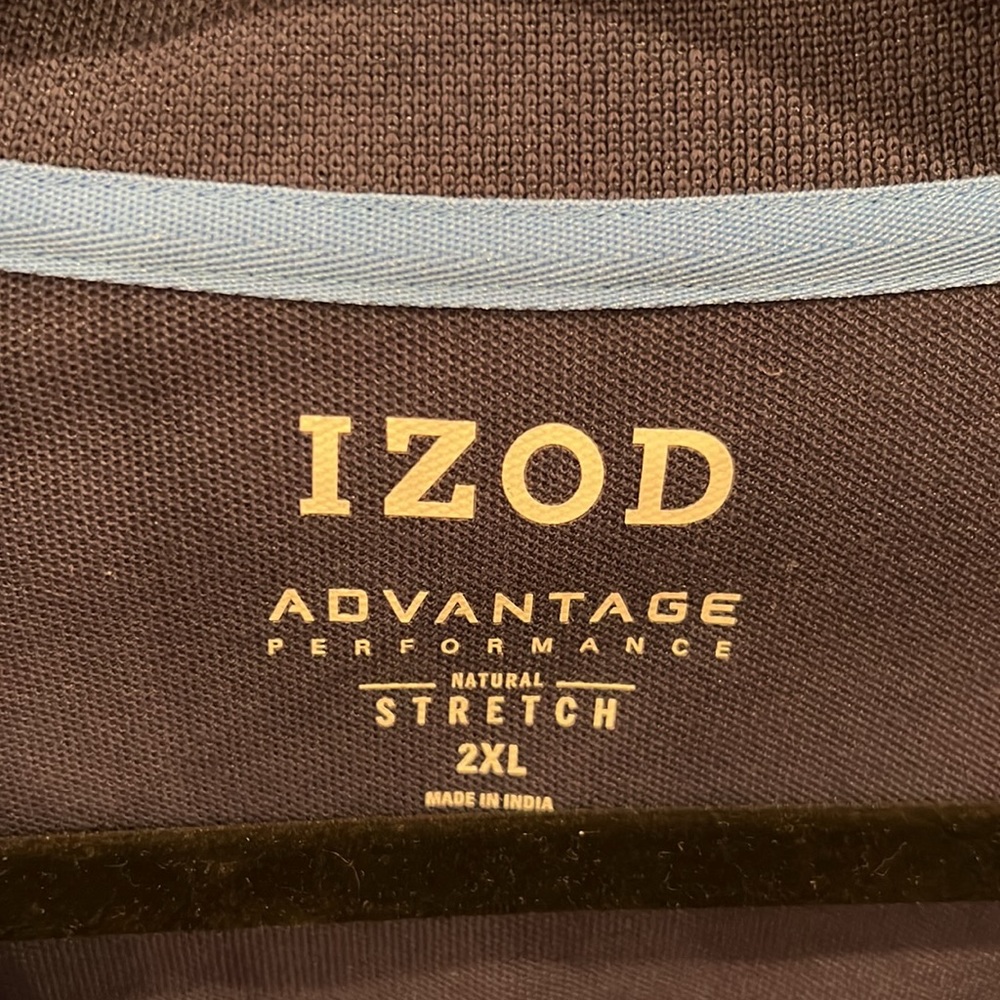 IZOD
ADVANTAGE
PERFORMANCE
NATURAL
STRETCH
2XL
MADE IN INDIA